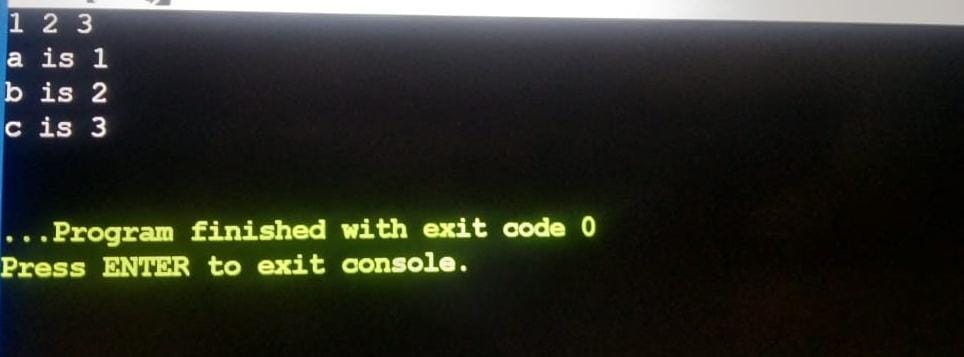 1 2 3
a is 1
b is 2
c is 3
...Program finished with exit code 0
Press ENTER to exit console.